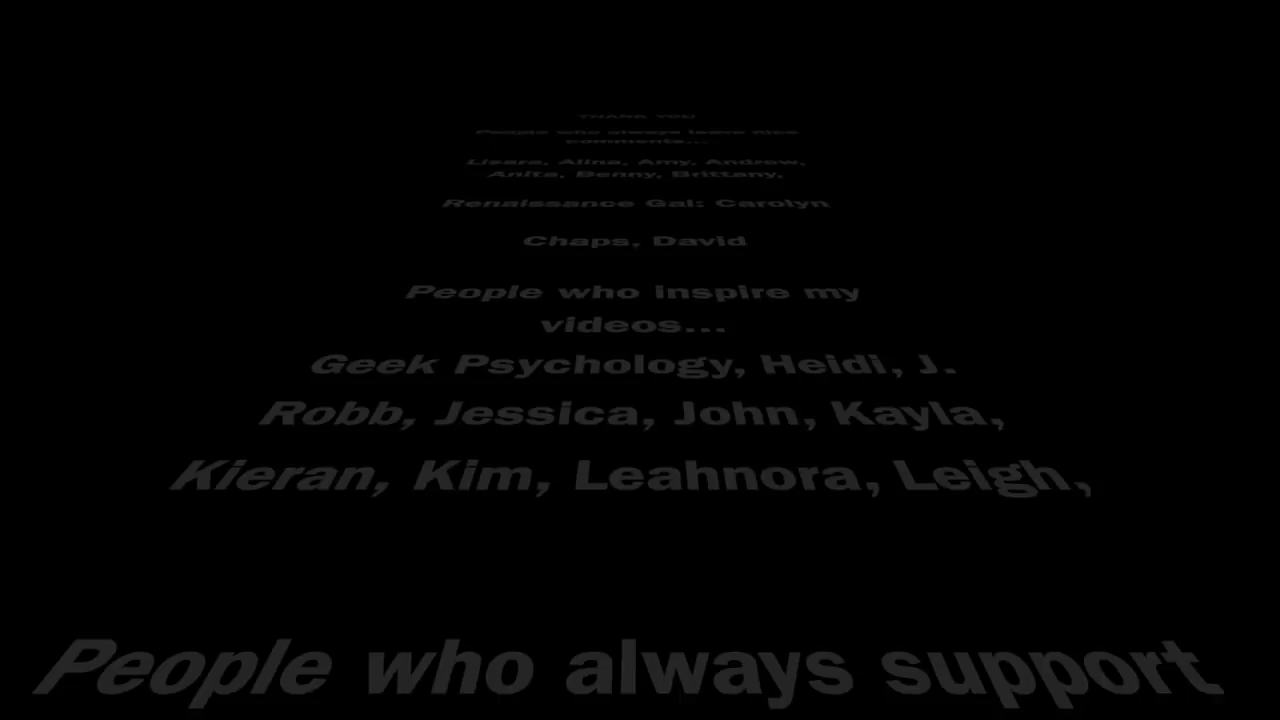 THANK YOU
People who always leave nice
comments...
Lisara, Alina, Amy, Andrew,
Anita, Benny, Brittany,
Renaissance Gal: Carolyn
Chaps, David
People who inspire my
videos...
Geek Psychology, Heidi, J.
Robb, Jessica, John, Kayla,
Kieran, Kim, Leahnora, Leigh,
People who always support